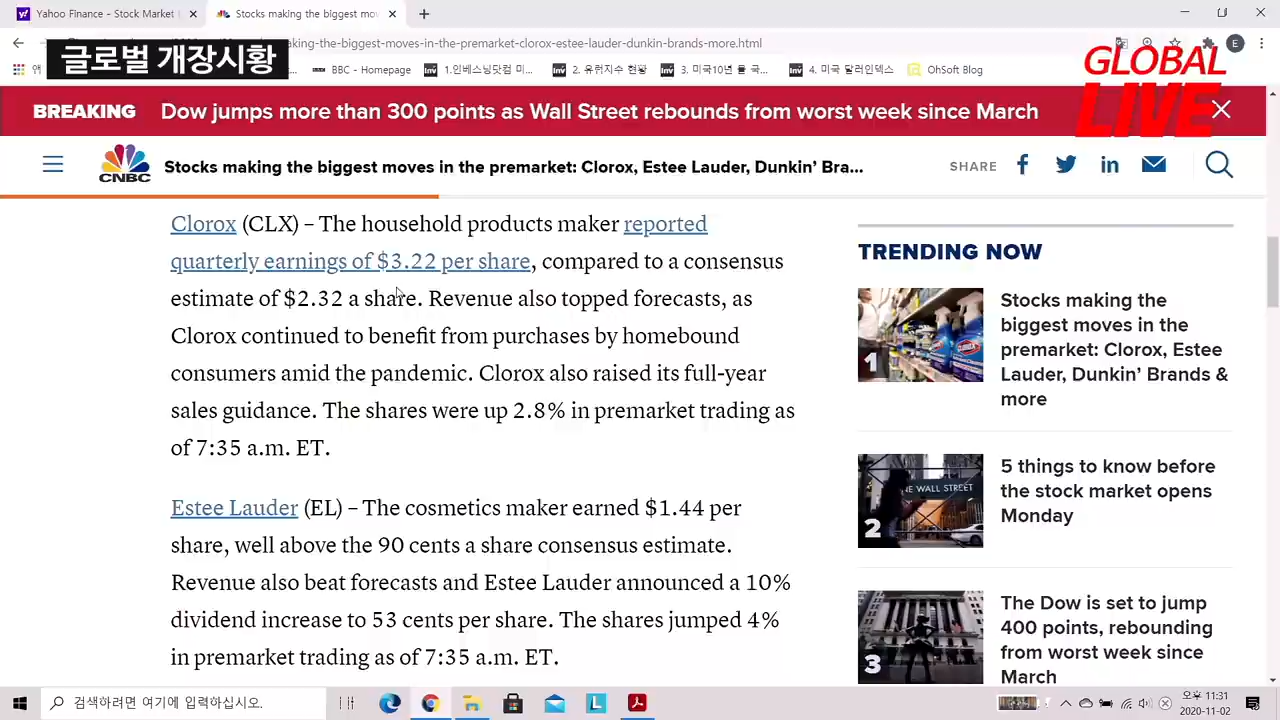 Yahoo Finance - Stock Market
Stocks making the biggest mov
글로벌 개장시황
aking-the-biggest-moves-in-the-premarket-clorox-estee-lauder-dunkin-brands-more.html
E
GLOBAL
LIVE
BBC - Homepage
1.인베스팅닷컴 미...
2. 유럽지수 현황
3. 미국10년 물 국...
4. 미국 달러인덱스
OhSoft Blog
BREAKING Dow jumps more than 300 points as Wall Street rebounds from worst week since March
CNBC
Stocks making the biggest moves in the premarket: Clorox, Estee Lauder, Dunkin’ Bra...
SHARE
Clorox (CLX) – The household products maker reported
quarterly earnings of $3.22 per share, compared to a consensus
estimate of $2.32 a share. Revenue also topped forecasts, as
Clorox continued to benefit from purchases by homebound
consumers amid the pandemic. Clorox also raised its full-year
sales guidance. The shares were up 2.8% in premarket trading as
of 7:35 a.m. ET.
Estee Lauder (EL) – The cosmetics maker earned $1.44 per
share, well above the 90 cents a share consensus estimate.
Revenue also beat forecasts and Estee Lauder announced a 10%
dividend increase to 53 cents per share. The shares jumped 4%
in premarket trading as of 7:35 a.m. ET.
TRENDING NOW
1
Stocks making the
biggest moves in the
premarket: Clorox, Estee
Lauder, Dunkin’ Brands &
more
2
WALL STREET
5 things to know before
the stock market opens
Monday
3
The Dow is set to jump
400 points, rebounding
from worst week since
March
검색하려면 여기에 입력하십시오.
오후 11:31
2020-11-02